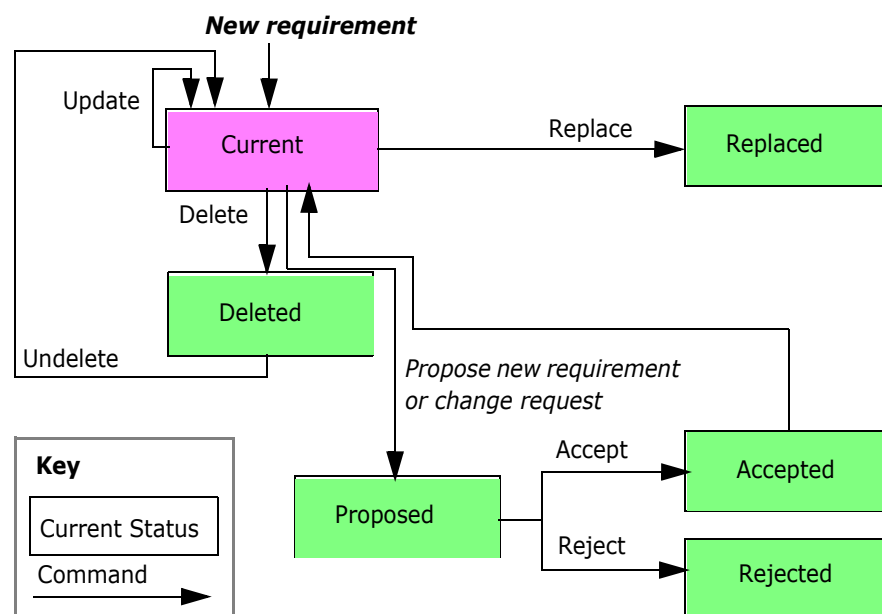 New requirement
Update
Current
Replace
Replaced
Delete
Deleted
Undelete
Propose new requirement
or change request
Accept
Accepted
Proposed
Reject
Rejected
Key
Current Status
Command